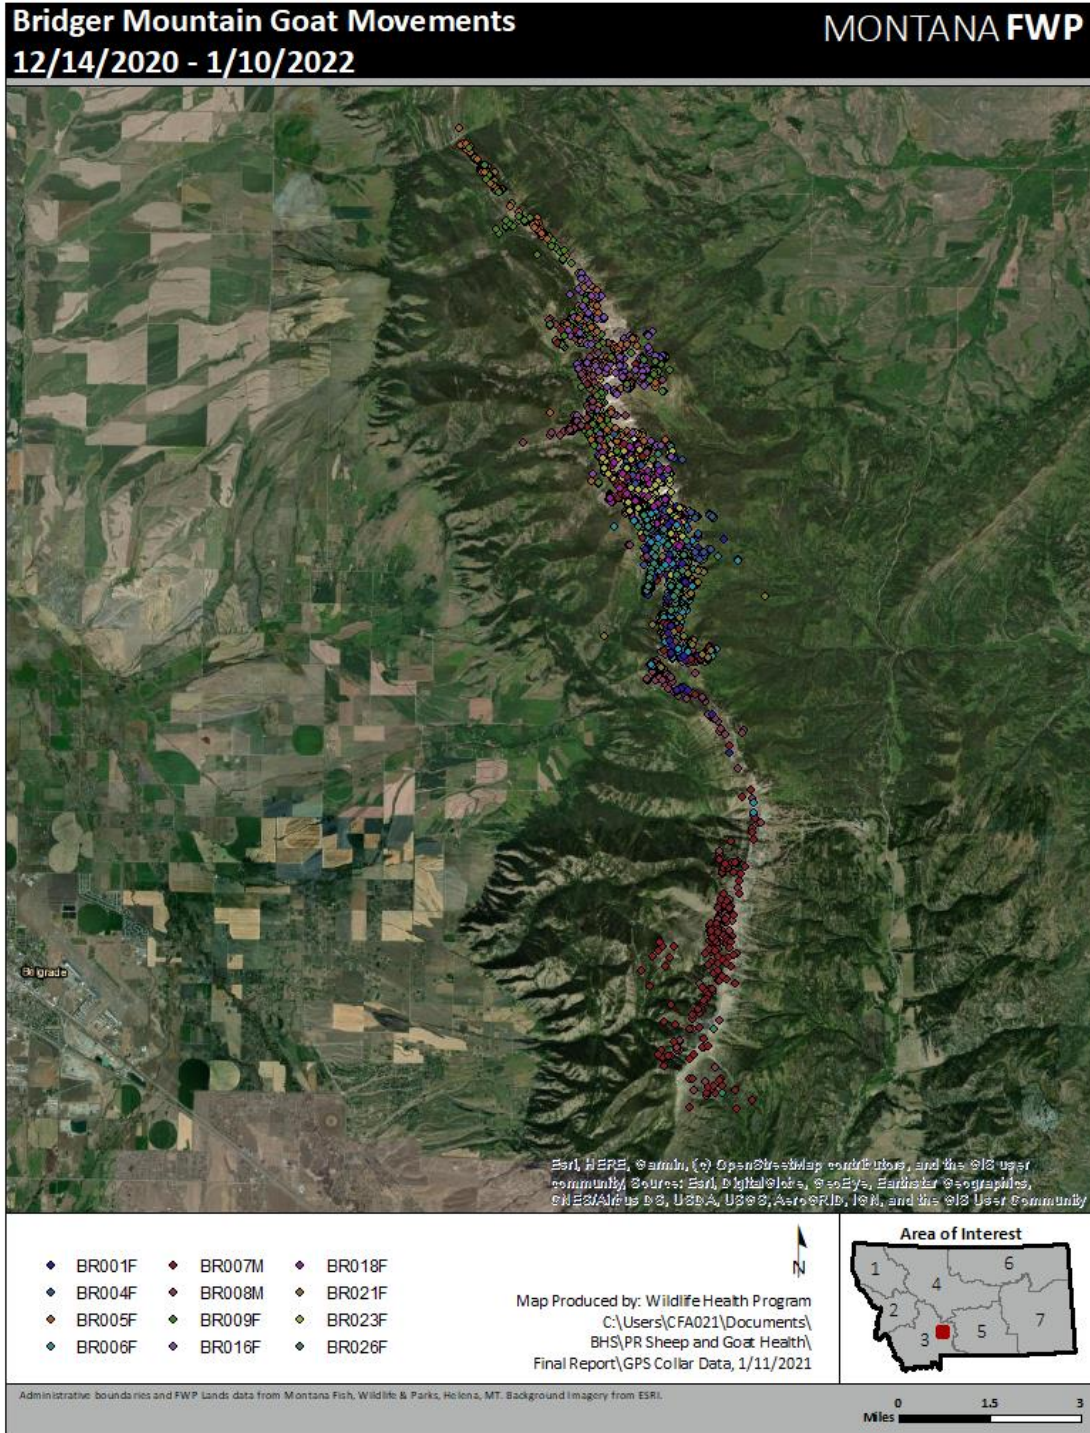 Bridger Mountain Goat Movements
12/14/2020 - 1/10/2022
MONTANA FWP
Belgrade
Esri, HERE, Garmin, (c) OpenStreetMap contributors, and the GIS user
community, Source: Esri, DigitalGlobe, GeoEye, Earthstar Geographics,
CNES/Airbus DS, USDA, USGS, AeroGRID, IGN, and the GIS User Community
BR001F BR007M BR018F
BR004F BR008M BR021F
BR005F BR009F BR023F
BR006F BR016F BR026F
N
Map Produced by: Wildlife Health Program
C:\Users\CFA021\Documents\
BHS\PR Sheep and Goat Health\
Final Report\GPS Collar Data, 1/11/2021
Area of Interest
1 4 6
2 3 5 7
Administrative boundaries and FWP Lands data from Montana Fish, Wildlife & Parks, Helena, MT. Background Imagery from ESRI.
0 1.5 3
Miles